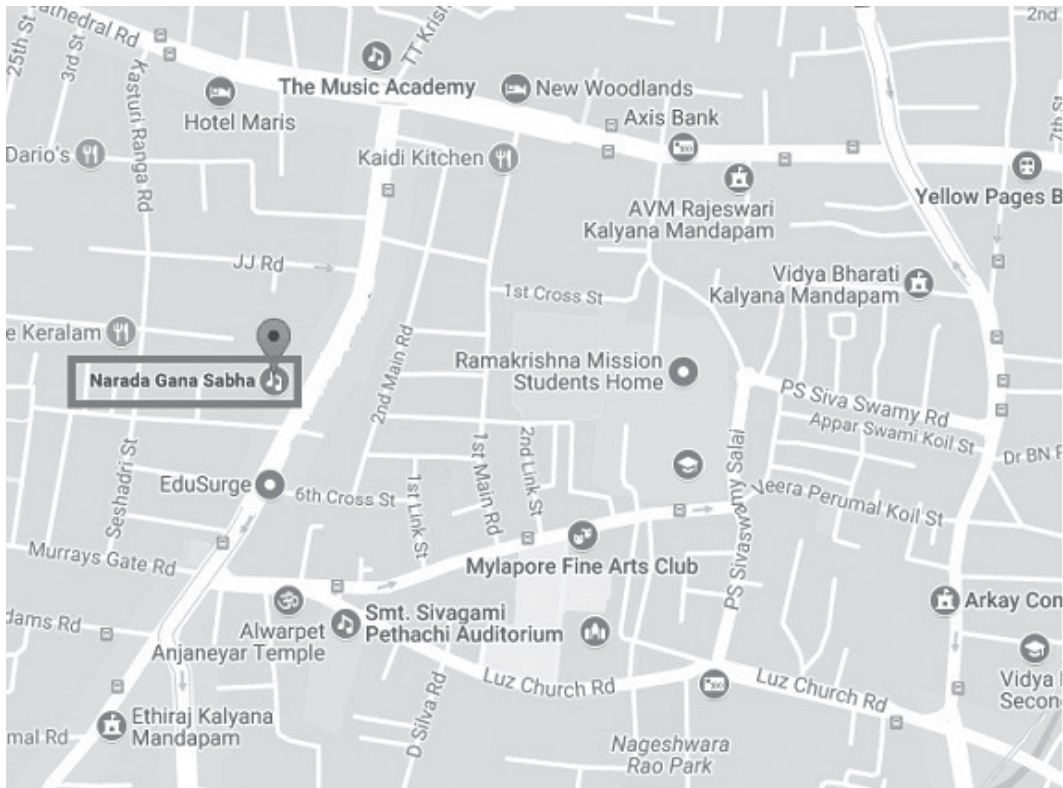 Cathedral Rd
25th St
3rd St
Kasturi Ranga Rd
TT Krish
2nd
The Music Academy
New Woodlands
Hotel Maris
Axis Bank
Dario's
Kaidi Kitchen
7th St
Yellow Pages B
AVM Rajeswari
Kalyana Mandapam
JJ Rd
Vidya Bharati
Kalyana Mandapam
1st Cross St
e Keralam
2nd Main Rd
Ramakrishna Mission
Students Home
Narada Gana Sabha
PS Siva Swamy Rd
Appar Swami Koil St
Seshadri St
1st Main Rd
2nd Link St
Dr BN R
EduSurge
6th Cross St
1st Link St
PS Sivaswamy Salai
Veera Perumal Koil St
Murrays Gate Rd
Mylapore Fine Arts Club
Arkay Con
dams Rd
Alwarpet
Anjaneyar Temple
Smt. Sivagami
Pethachi Auditorium
D Silva Rd
Luz Church Rd
Luz Church Rd
Vidya
Secon
Ethiraj Kalyana
Mandapam
mal Rd
Nageshwara
Rao Park